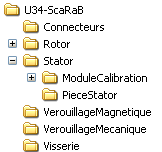 U34-ScaRaB
Connecteurs
Rotor
Stator
ModuleCalibration
PieceStator
VerouillageMagnetique
VerouillageMecanique
Visserie